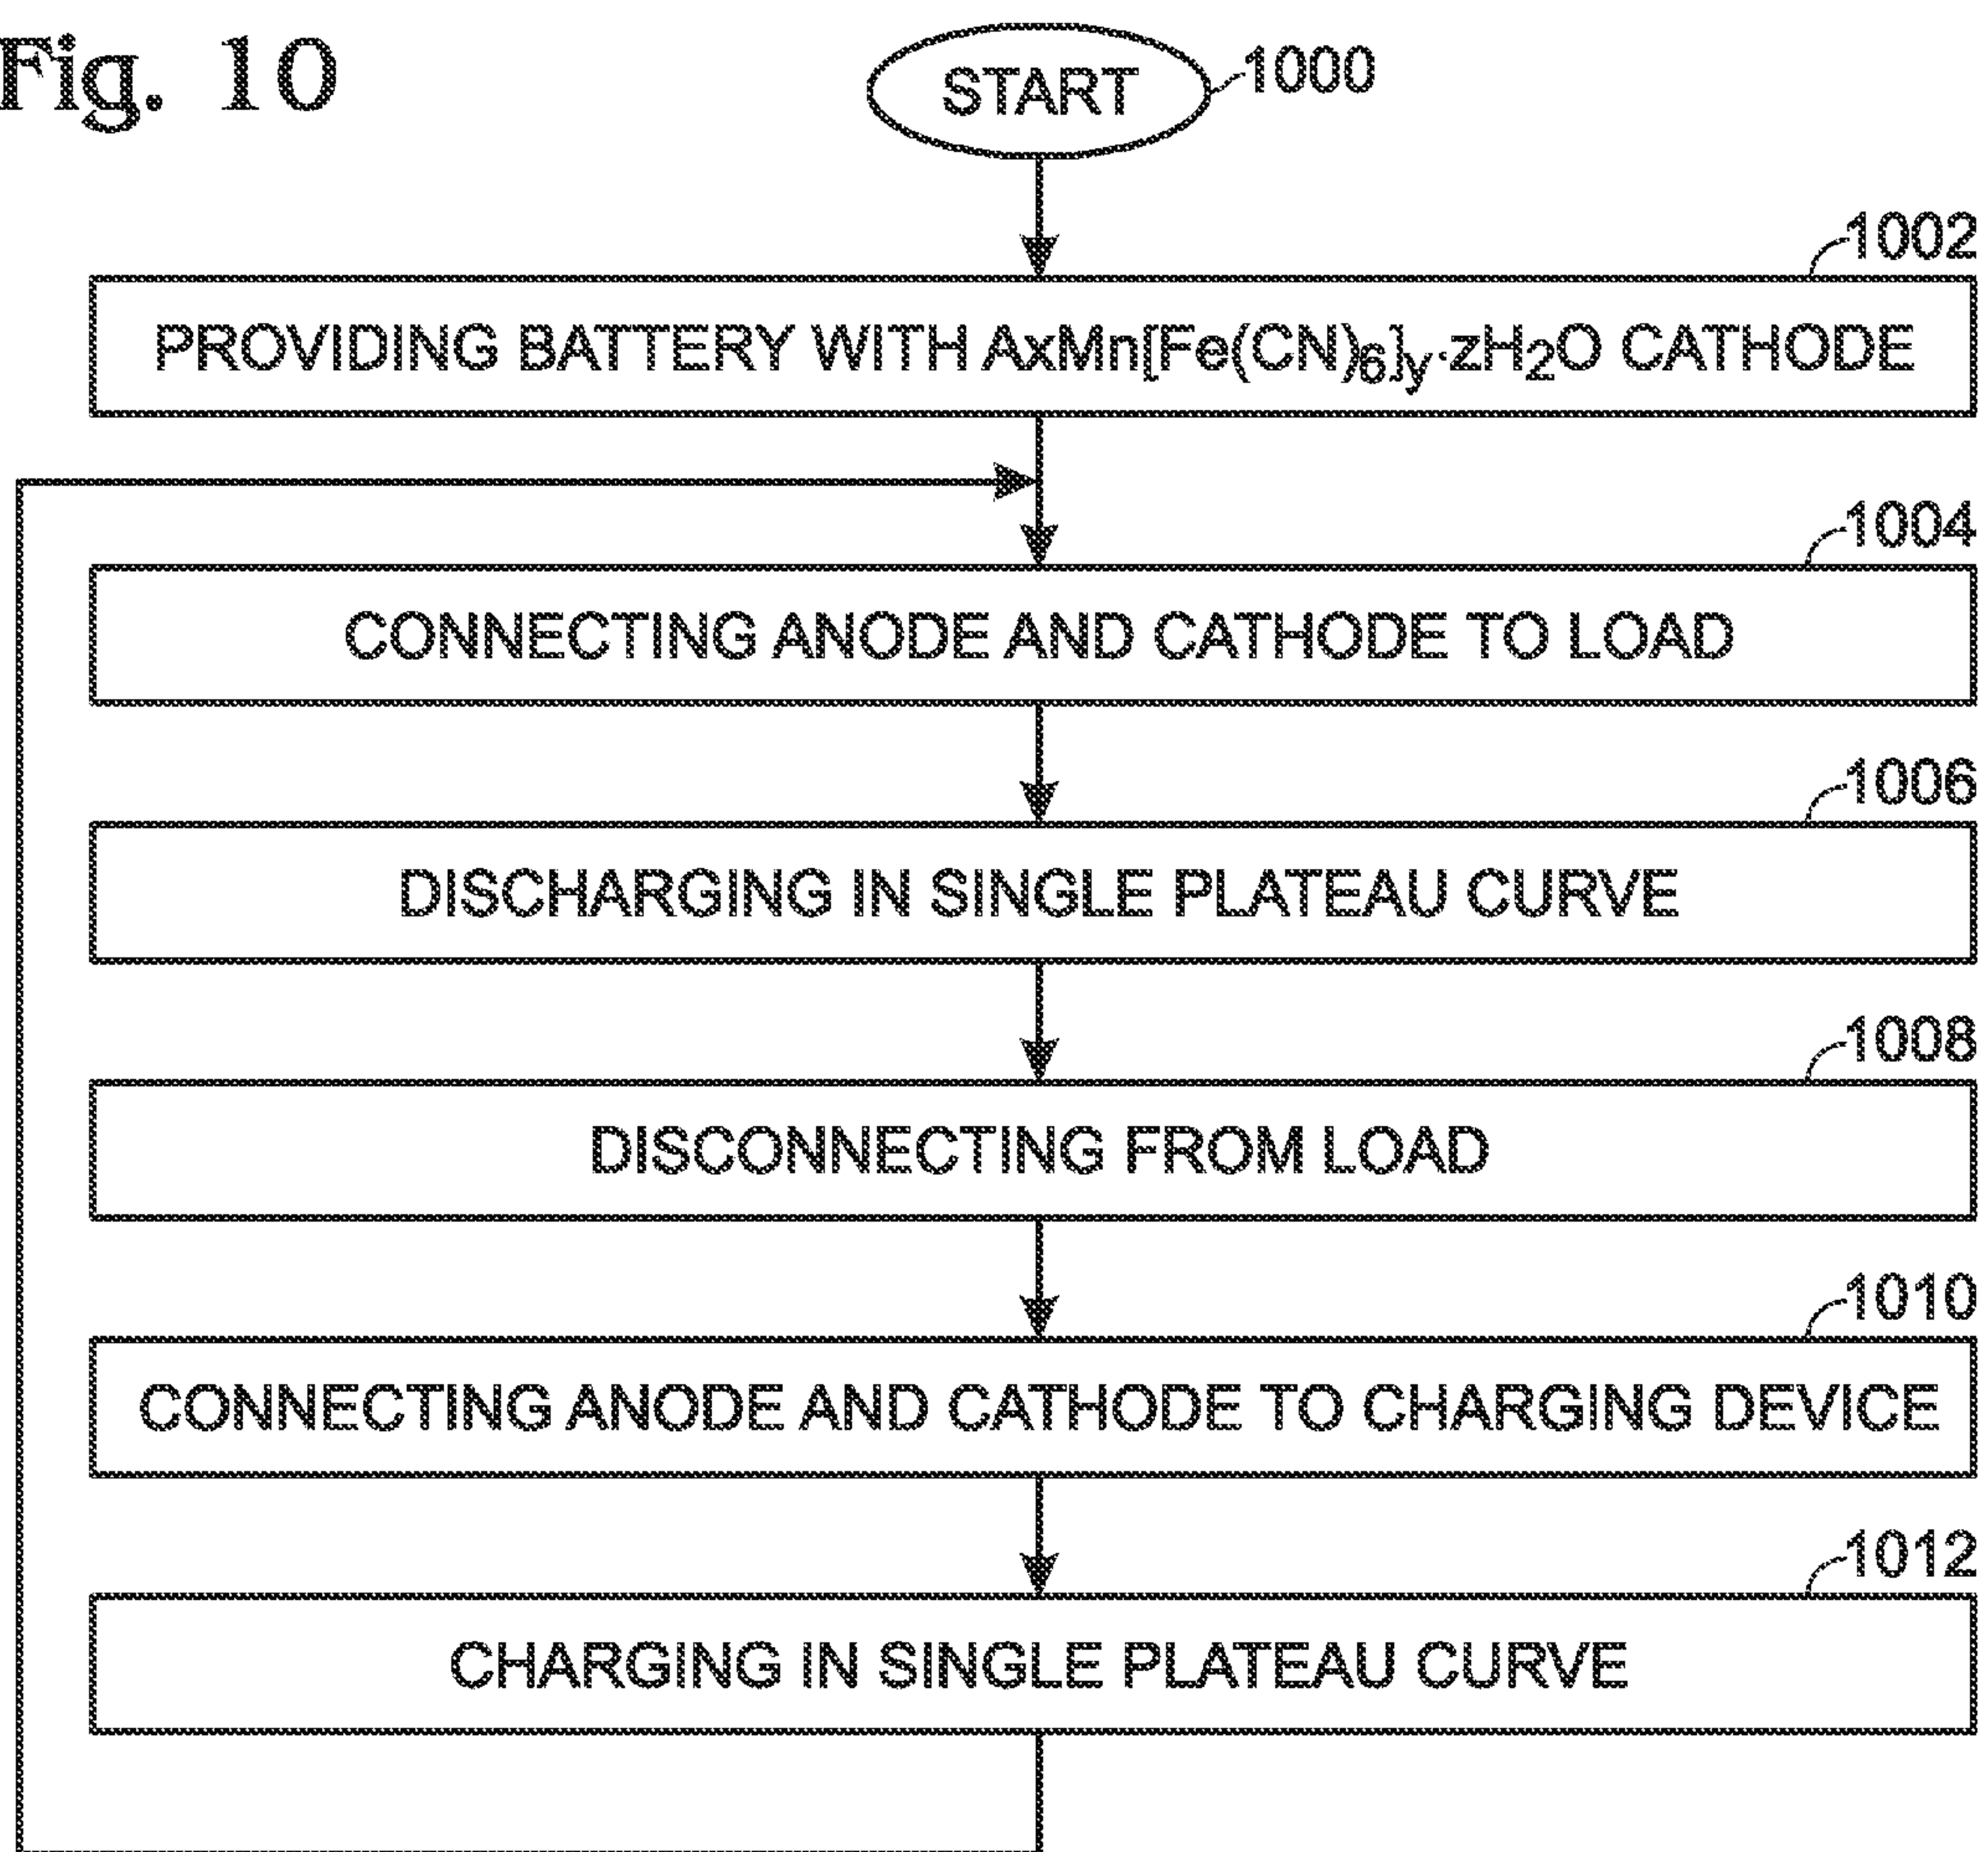 Fig. 10
START 1000
1002
PROVIDING BATTERY WITH AxMn[Fe(CN)₆]y·zH₂O CATHODE
1004
CONNECTING ANODE AND CATHODE TO LOAD
1006
DISCHARGING IN SINGLE PLATEAU CURVE
1008
DISCONNECTING FROM LOAD
1010
CONNECTING ANODE AND CATHODE TO CHARGING DEVICE
1012
CHARGING IN SINGLE PLATEAU CURVE